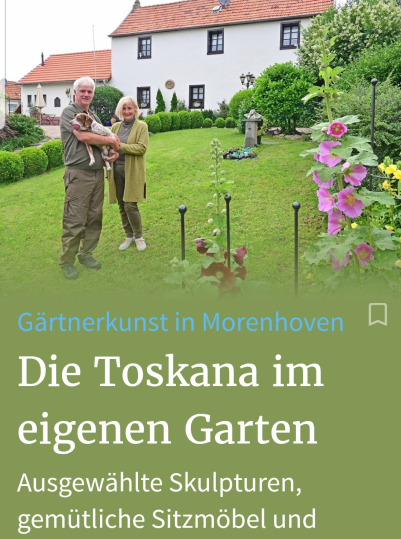 Gärtnerkunst in Morenhoven
Die Toskana im
eigenen Garten
Ausgewählte Skulpturen,
gemütliche Sitzmöbel und